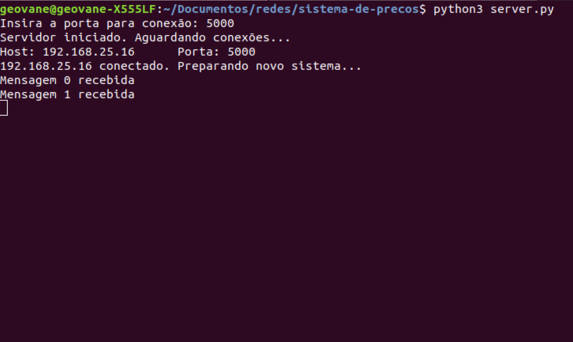 geovane@geovane-X555LF:~/Documentos/redes/sistema-de-precos$ python3 server.py
Insira a porta para conexão: 5000
Servidor iniciado. Aguardando conexões...
Host: 192.168.25.16      Porta: 5000
192.168.25.16 conectado. Preparando novo sistema...
Mensagem 0 recebida
Mensagem 1 recebida